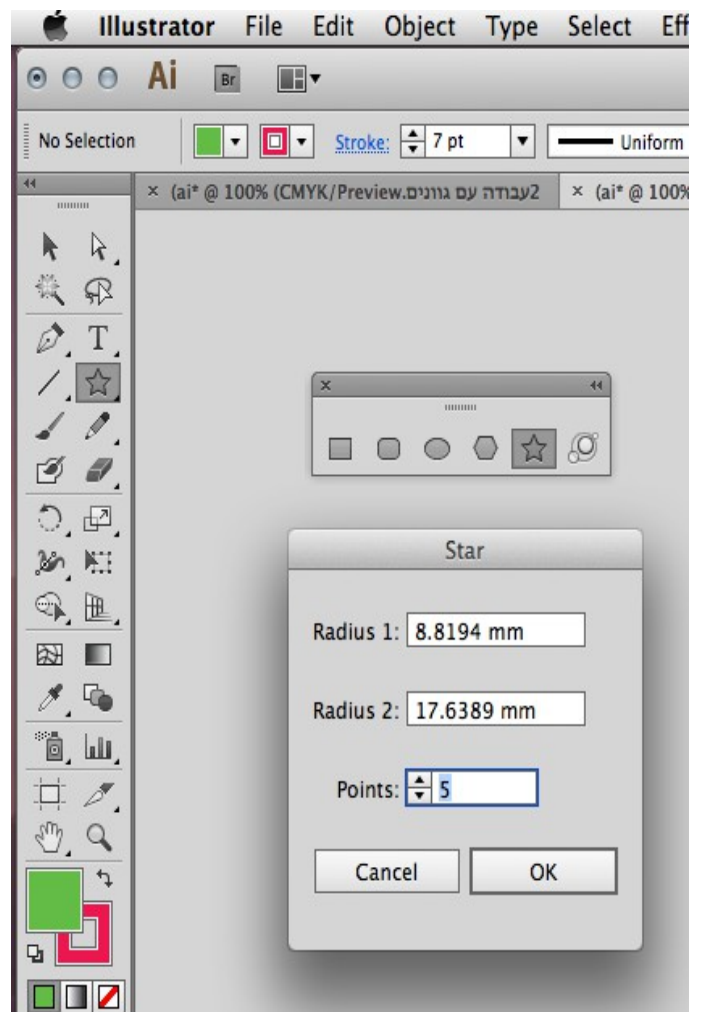 Illustrator File Edit Object Type Select Eff
Ai Br
No Selection Stroke: 7 pt Uniform
× (ai* @ 100% (CMYK/Preview.עבודה עם גוונים2 × (ai* @ 100%
T
Star
Radius 1: 8.8194 mm
Radius 2: 17.6389 mm
Points: 5
Cancel OK